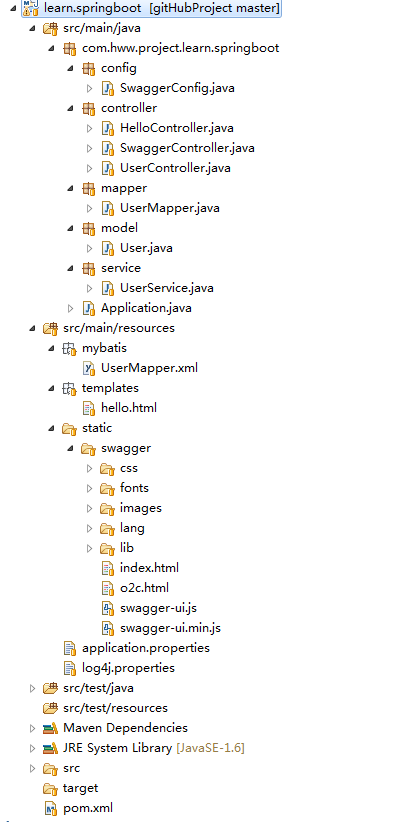 learn.springboot [gitHubProject master]
src/main/java
com.hww.project.learn.springboot
config
SwaggerConfig.java
controller
HelloController.java
SwaggerController.java
UserController.java
mapper
UserMapper.java
model
User.java
service
UserService.java
Application.java
src/main/resources
mybatis
UserMapper.xml
templates
hello.html
static
swagger
css
fonts
images
lang
lib
index.html
o2c.html
swagger-ui.js
swagger-ui.min.js
application.properties
log4j.properties
src/test/java
src/test/resources
Maven Dependencies
JRE System Library [JavaSE-1.6]
src
target
pom.xml